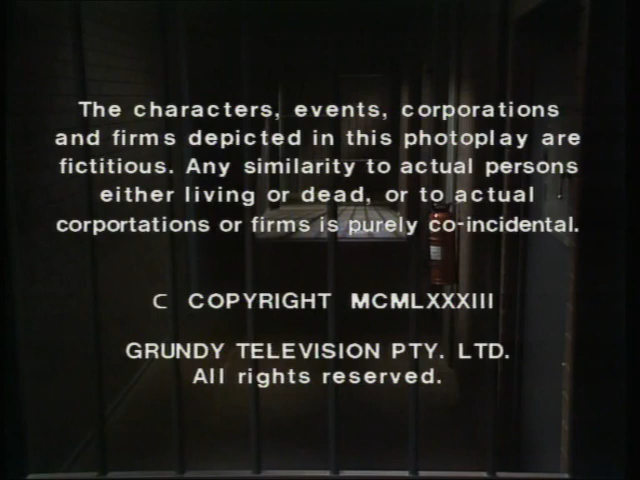 The characters, events, corporations
and firms depicted in this photoplay are
fictitious. Any similarity to actual persons
either living or dead, or to actual
corportations or firms is purely co-incidental.
C COPYRIGHT MCMLXXXIII
GRUNDY TELEVISION PTY. LTD.
All rights reserved.